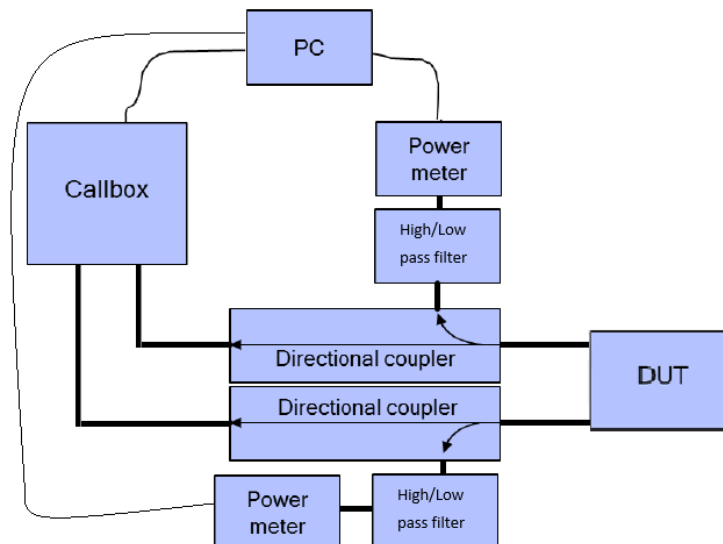 PC
Callbox
Power
meter
High/Low
pass filter
Directional coupler
DUT
Directional coupler
Power
meter
High/Low
pass filter